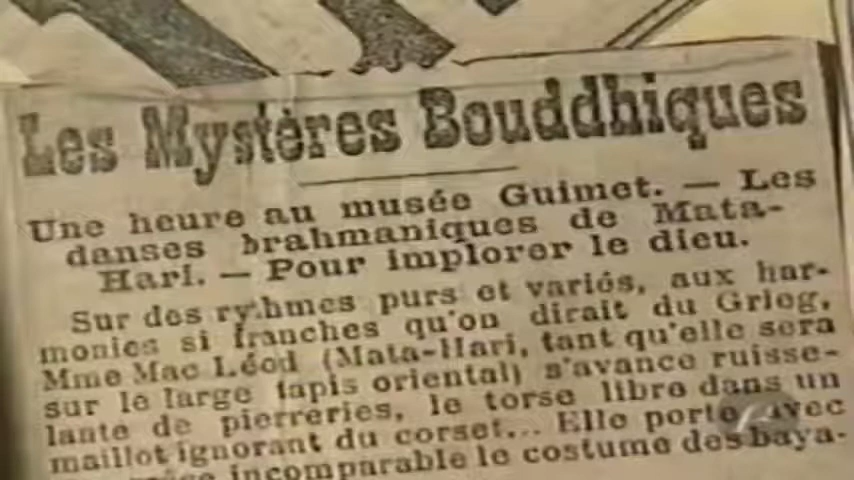 Les Mystères Bouddhiques
Une heure au musée Guimet. — Les
danses brahmaniques de Mata-
Hari. — Pour implorer le dieu.
Sur des rythmes purs et variés, aux har-
monies si franches qu'on dirait du Grieg,
Mme Mac Léod (Mata-Hari, tant qu'elle sera
sur le large tapis oriental) s'avance ruisse-
lante de pierreries, le torse libre dans un
maillot ignorant du corset... Elle porte avec
incomparable le costume des baya-